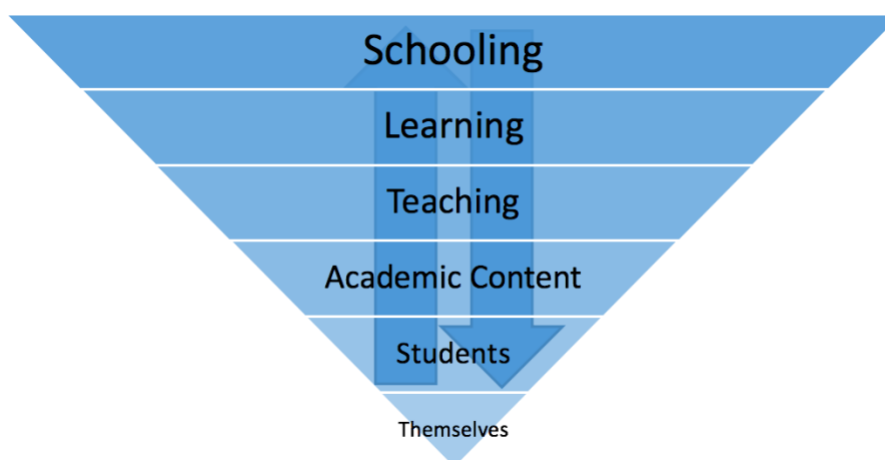 Schooling
Learning
Teaching
Academic Content
Students
Themselves